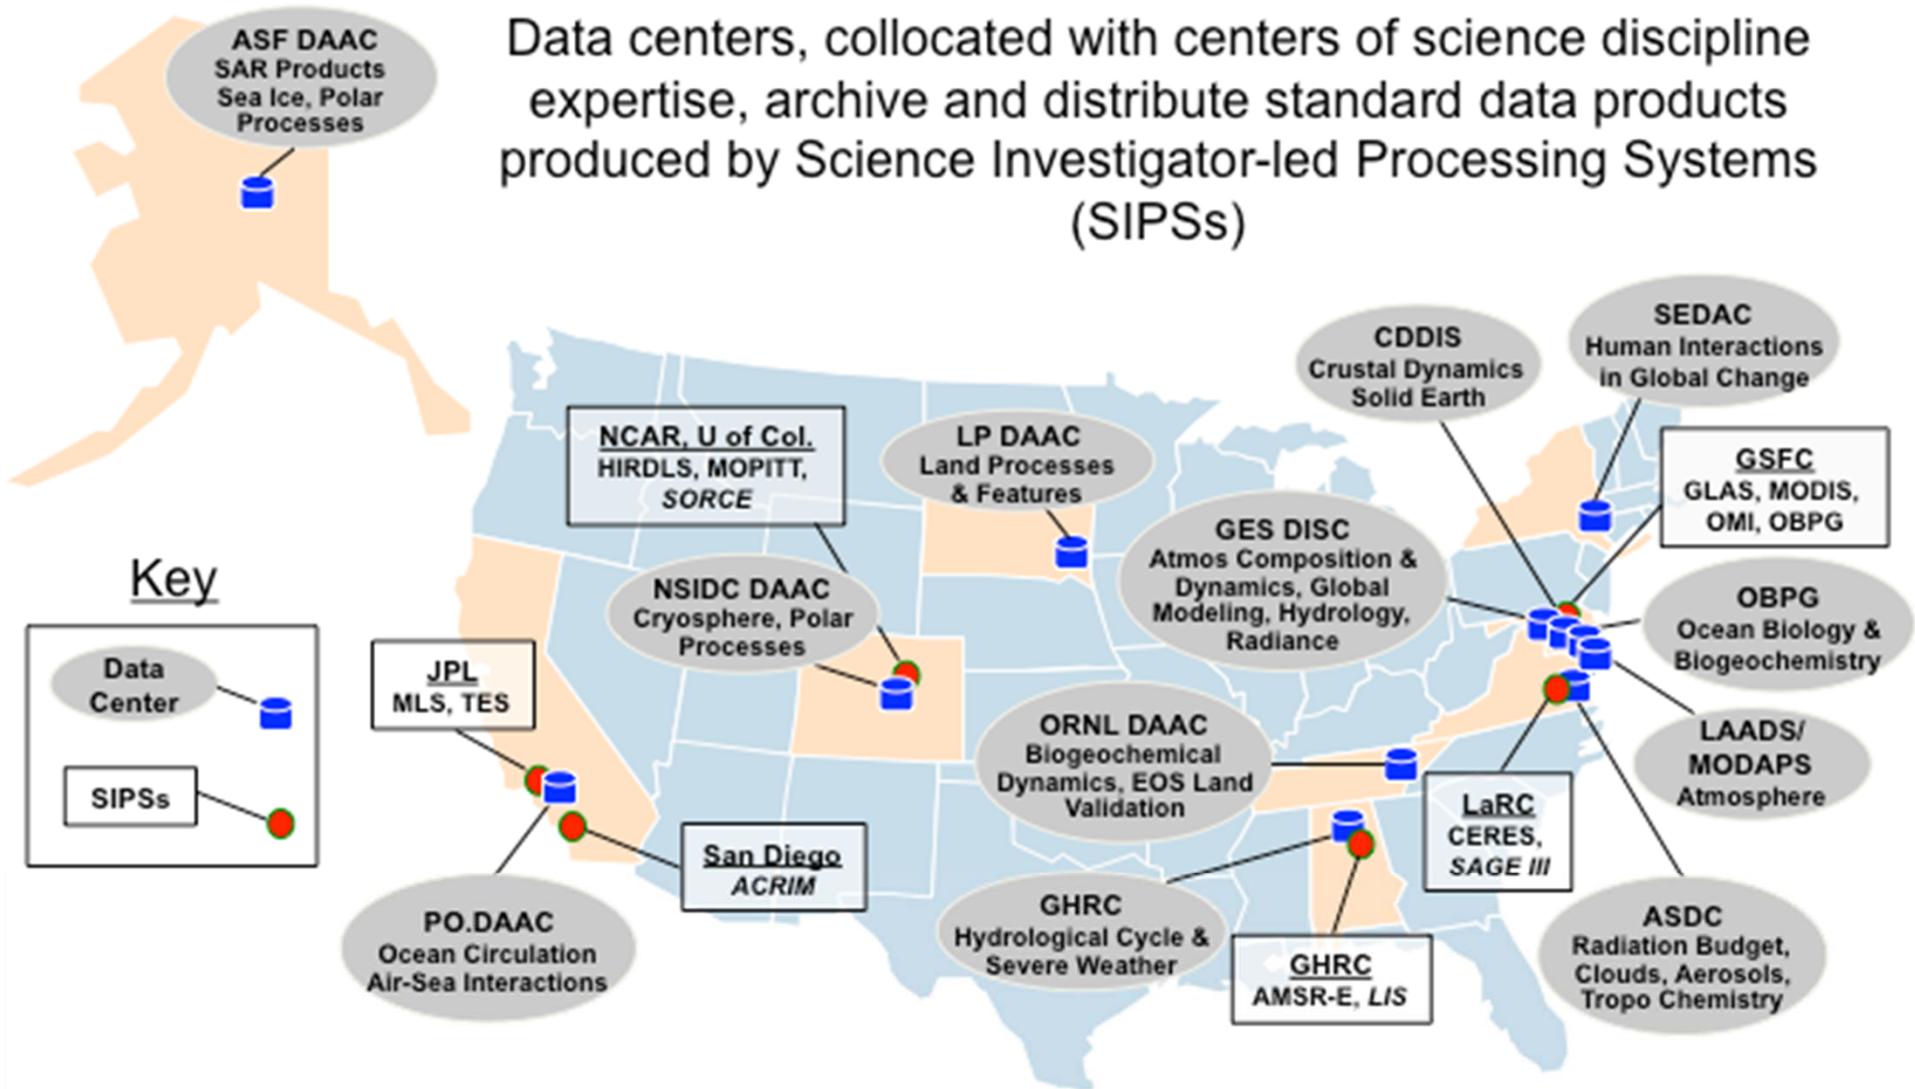 Data centers, collocated with centers of science discipline
expertise, archive and distribute standard data products
produced by Science Investigator-led Processing Systems
(SIPSs)
ASF DAAC
SAR Products
Sea Ice, Polar
Processes
CDDIS
Crustal Dynamics
Solid Earth
SEDAC
Human Interactions
in Global Change
NCAR, U of Col.
HIRDLS, MOPITT,
SORCE
LP DAAC
Land Processes
& Features
GSFC
GLAS, MODIS,
OMI, OBPG
GES DISC
Atmos Composition &
Dynamics, Global
Modeling, Hydrology,
Radiance
NSIDC DAAC
Cryosphere, Polar
Processes
OBPG
Ocean Biology &
Biogeochemistry
Key
Data
Center
SIPSs
JPL
MLS, TES
ORNL DAAC
Biogeochemical
Dynamics, EOS Land
Validation
LAADS/
MODAPS
Atmosphere
San Diego
ACRIM
LaRC
CERES,
SAGE III
PO.DAAC
Ocean Circulation
Air-Sea Interactions
GHRC
Hydrological Cycle &
Severe Weather
GHRC
AMSR-E, LIS
ASDC
Radiation Budget,
Clouds, Aerosols,
Tropo Chemistry